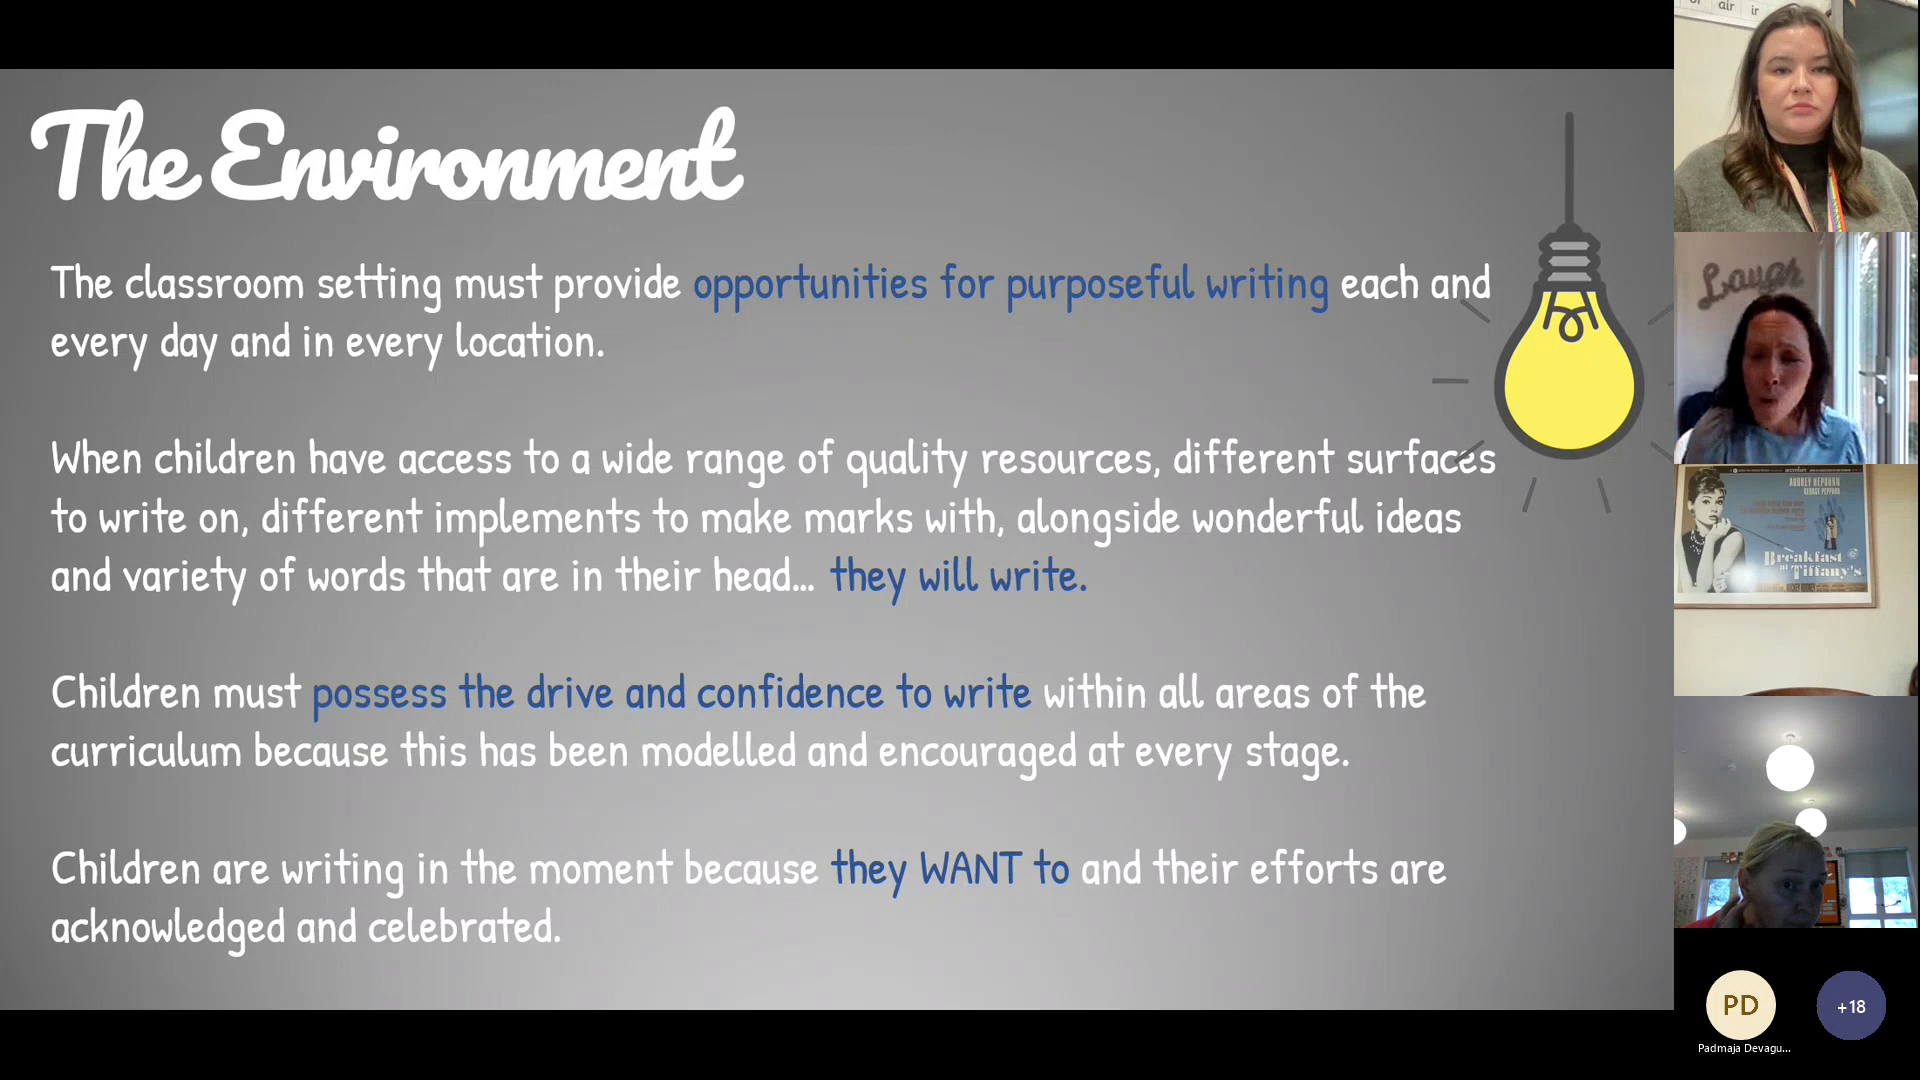 The Environment
The classroom setting must provide opportunities for purposeful writing each and
every day and in every location.
When children have access to a wide range of quality resources, different surfaces
to write on, different implements to make marks with, alongside wonderful ideas
and variety of words that are in their head... they will write.
Children must possess the drive and confidence to write within all areas of the
curriculum because this has been modelled and encouraged at every stage.
Children are writing in the moment because they WANT to and their efforts are
acknowledged and celebrated.
air ir
Laugh
AUDREY HEPBURN
GEORGE PEPPARD
Breakfast
at Tiffany's
PD
+18
Padmaja Devagu...